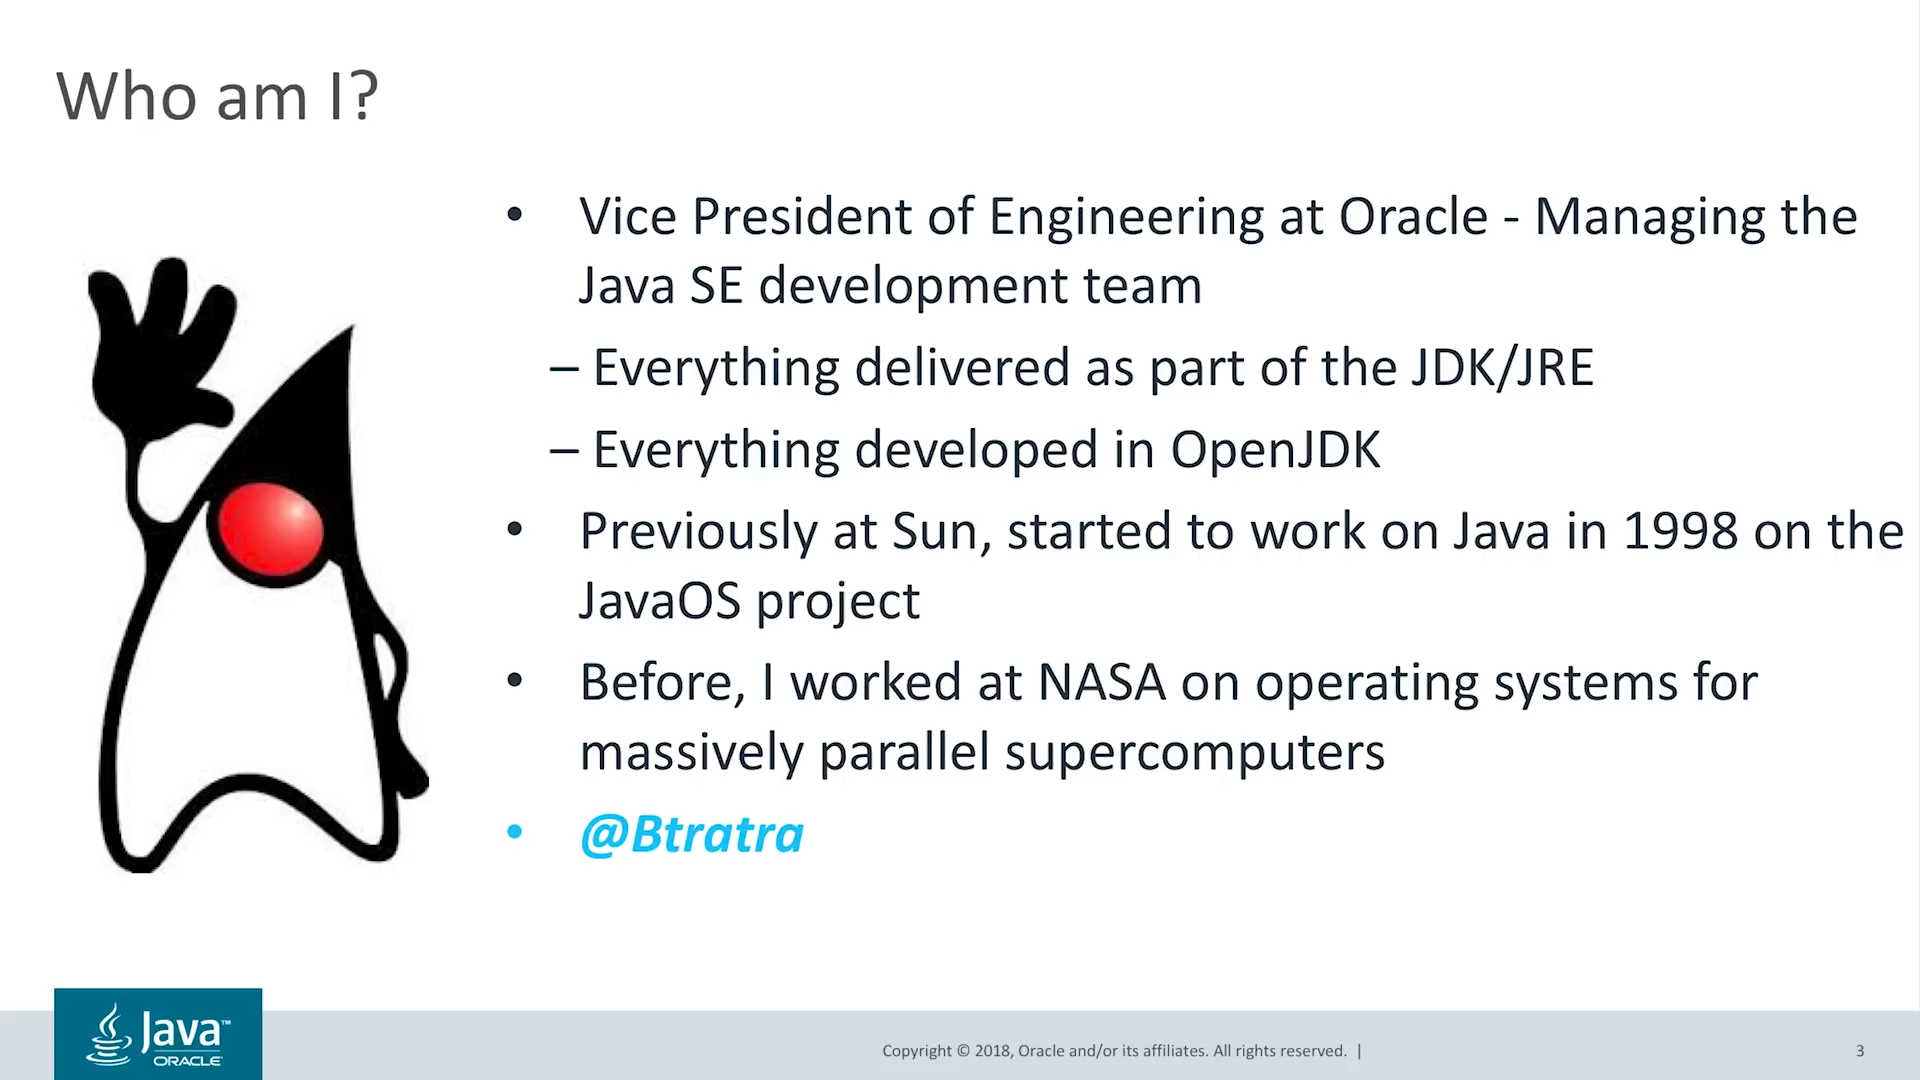 Who am I?
• Vice President of Engineering at Oracle - Managing the
Java SE development team
– Everything delivered as part of the JDK/JRE
– Everything developed in OpenJDK
• Previously at Sun, started to work on Java in 1998 on the
JavaOS project
• Before, I worked at NASA on operating systems for
massively parallel supercomputers
• @Btratra
Java™
ORACLE
Copyright © 2018, Oracle and/or its affiliates. All rights reserved. |
3